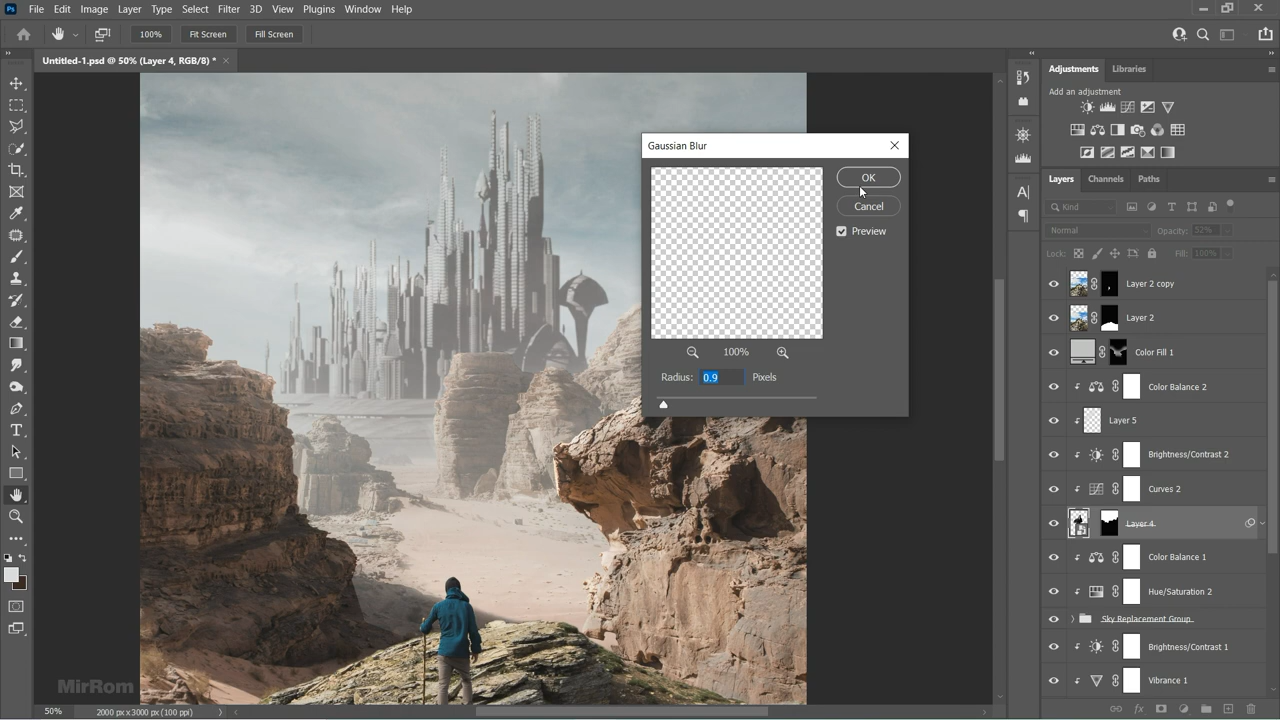 Ps File Edit Image Layer Type Select Filter 3D View Plugins Window Help
100% Fit Screen Fill Screen
Untitled-1.psd @ 50% (Layer 4, RGB/8) *
Adjustments Libraries
Add an adjustment
Gaussian Blur
OK
Cancel
Preview
100%
Radius: 0.9 Pixels
Layers Channels Paths
Kind
Normal Opacity: 52%
Lock: Fill: 100%
Layer 2 copy
Layer 2
Color Fill 1
Color Balance 2
Layer 5
Brightness/Contrast 2
Curves 2
Layer 4
Color Balance 1
Hue/Saturation 2
Sky Replacement Group
Brightness/Contrast 1
Vibrance 1
MirRom
50% 2000 px x 3000 px (100 ppi)